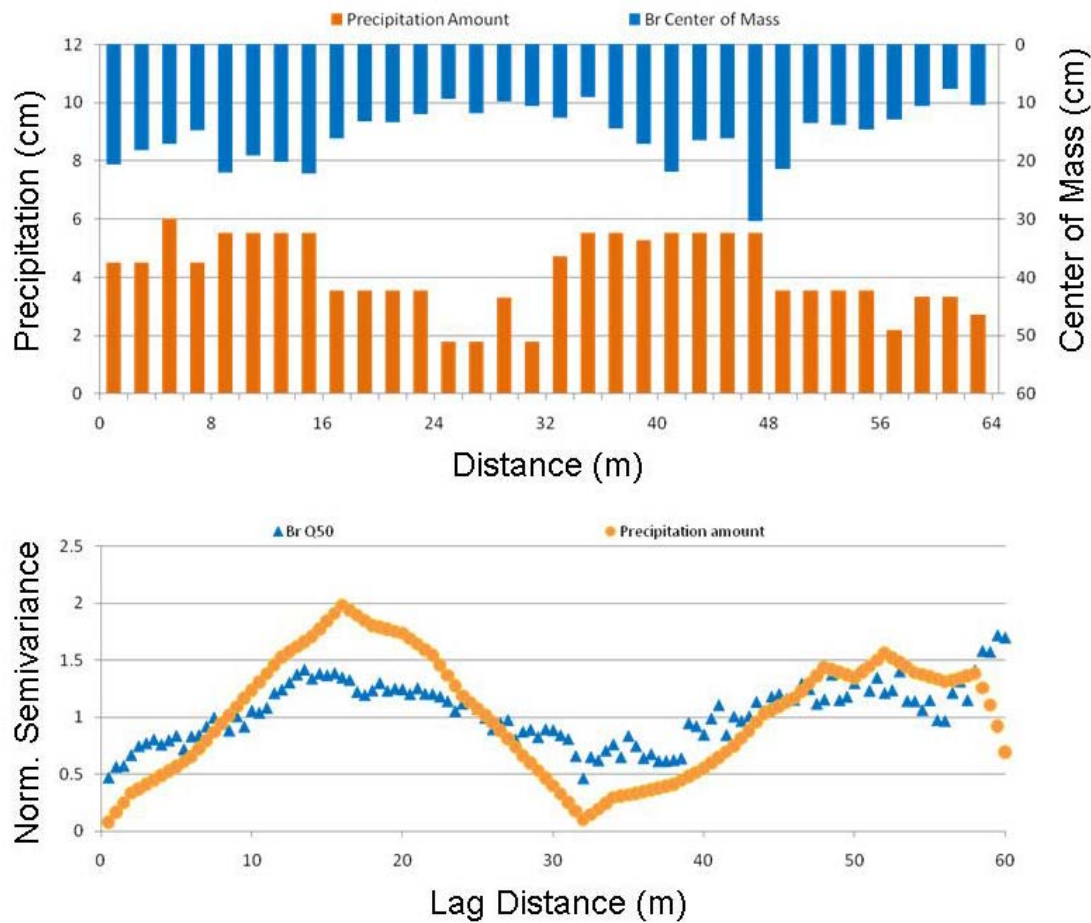 Precipitation Amount Br Center of Mass
12 0
10 10
8 20
6 30
4 40
2 50
0 60
0 8 16 24 32 40 48 56 64
Precipitation (cm)
Center of Mass (cm)
Distance (m)
Br Q50 Precipitation amount
2.5
2
1.5
1
0.5
0
0 10 20 30 40 50 60
Norm. Semivariance
Lag Distance (m)